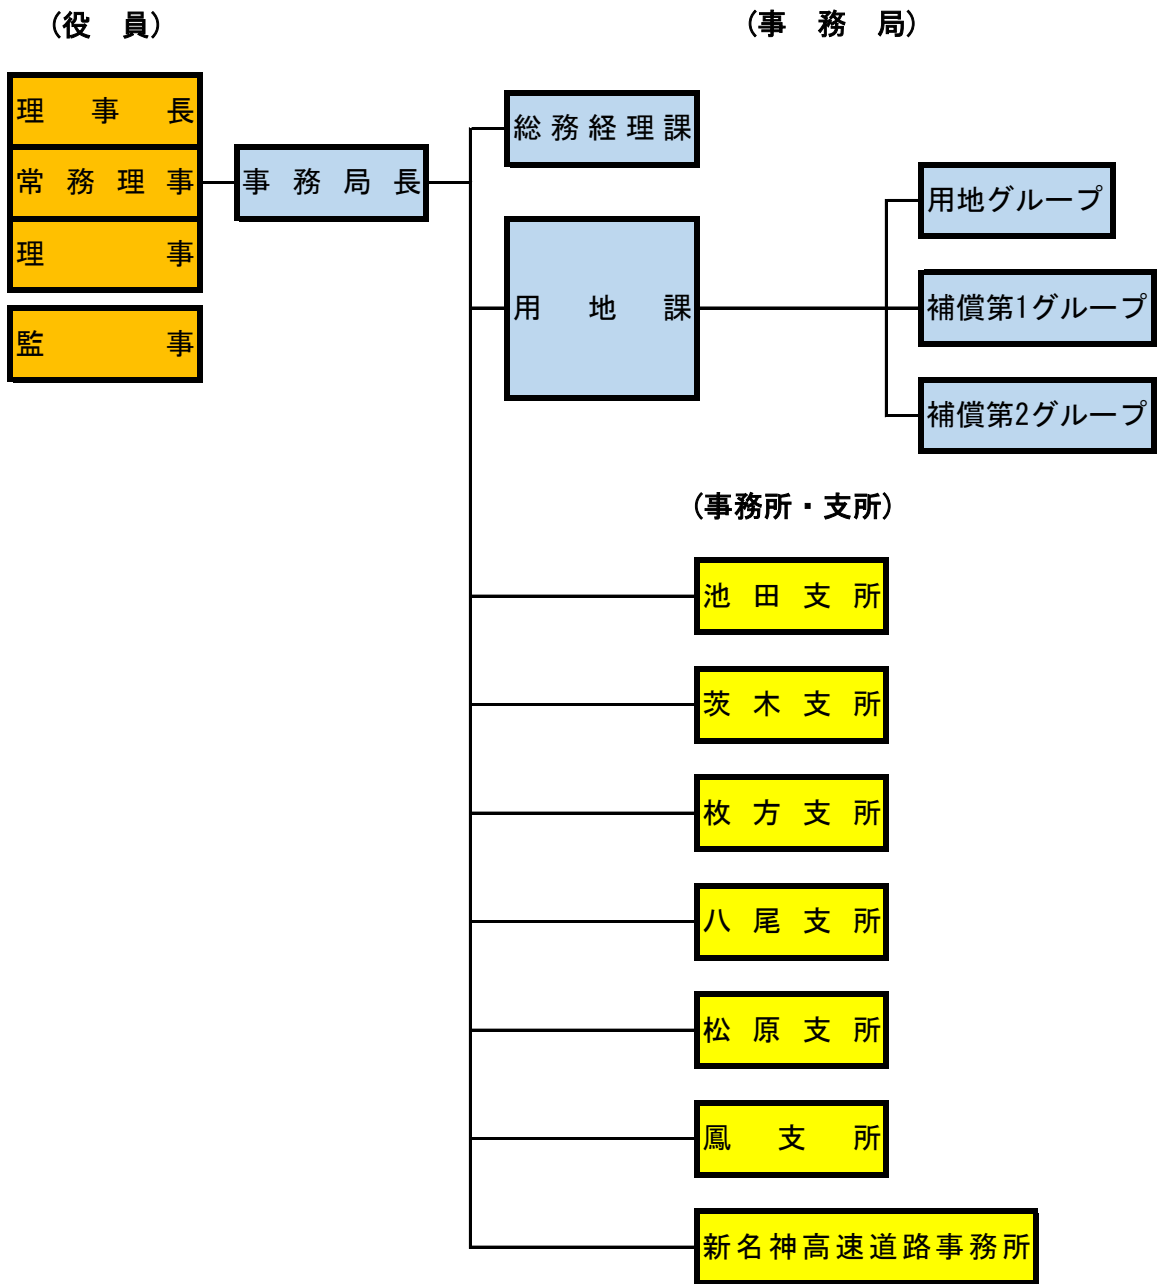 （役　員）
（事　務　局）
理事長
常務理事
理事
監事
事務局長
総務経理課
用地課
用地グループ
補償第1グループ
補償第2グループ
（事務所・支所）
池田支所
茨木支所
枚方支所
八尾支所
松原支所
鳳支所
新名神高速道路事務所